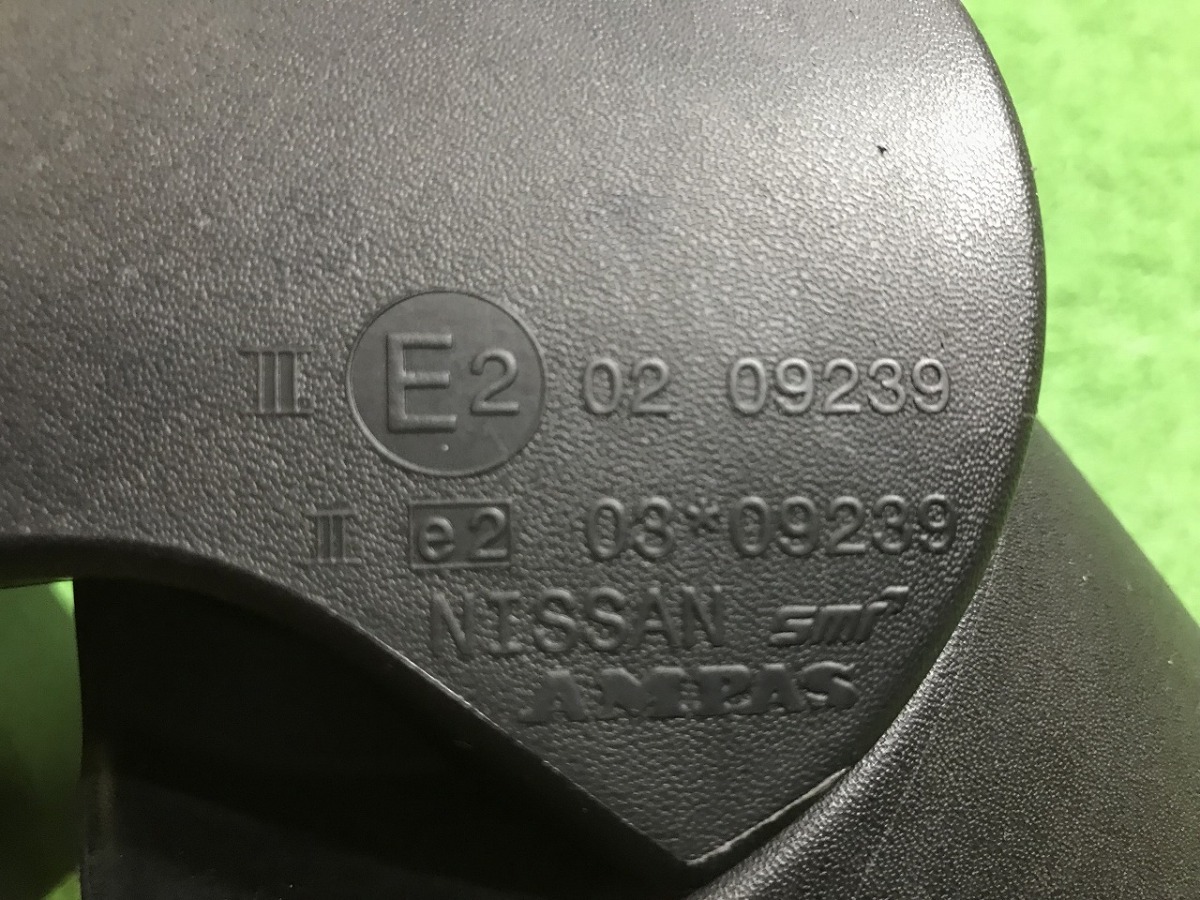 III E2 02 09239
III e2 03*09239
NISSAN smr
AMPAS